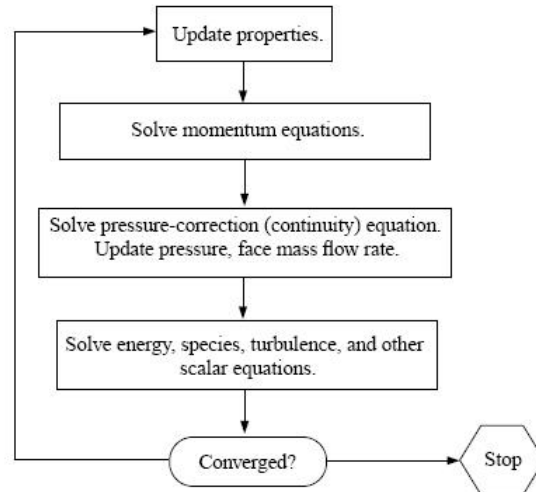 Update properties.
Solve momentum equations.
Solve pressure-correction (continuity) equation.
Update pressure, face mass flow rate.
Solve energy, species, turbulence, and other
scalar equations.
Converged?
Stop